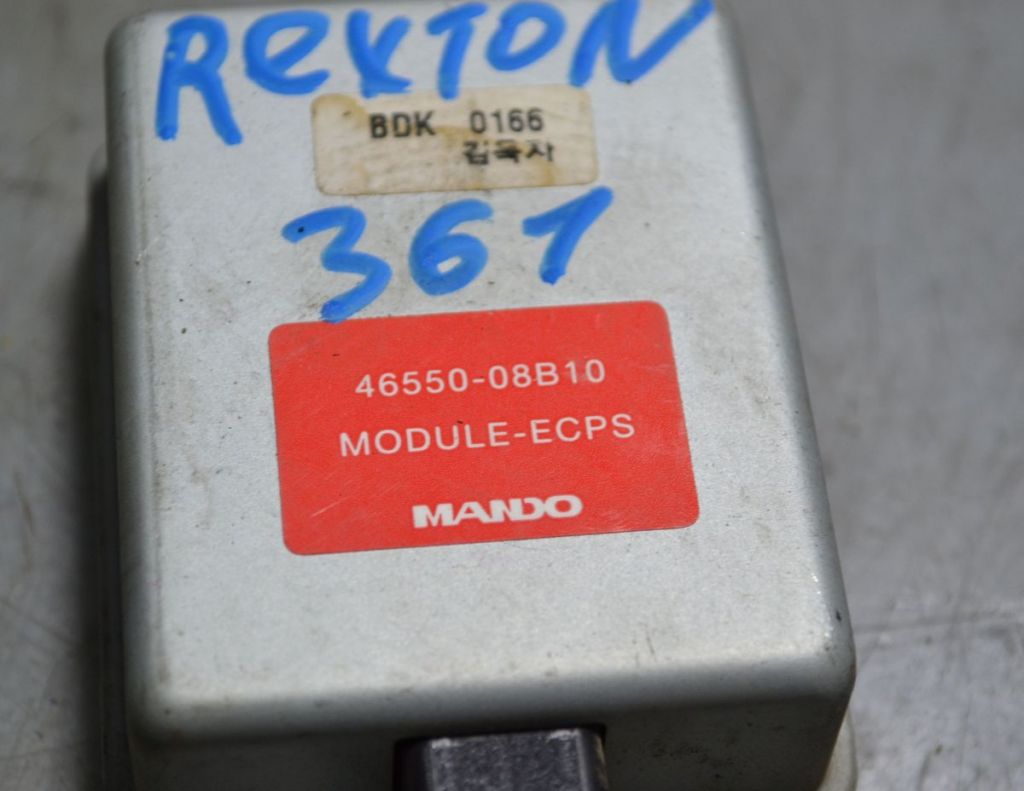 REXTON
BDK 0166
361
46550-08B10
MODULE-ECPS
MANDO